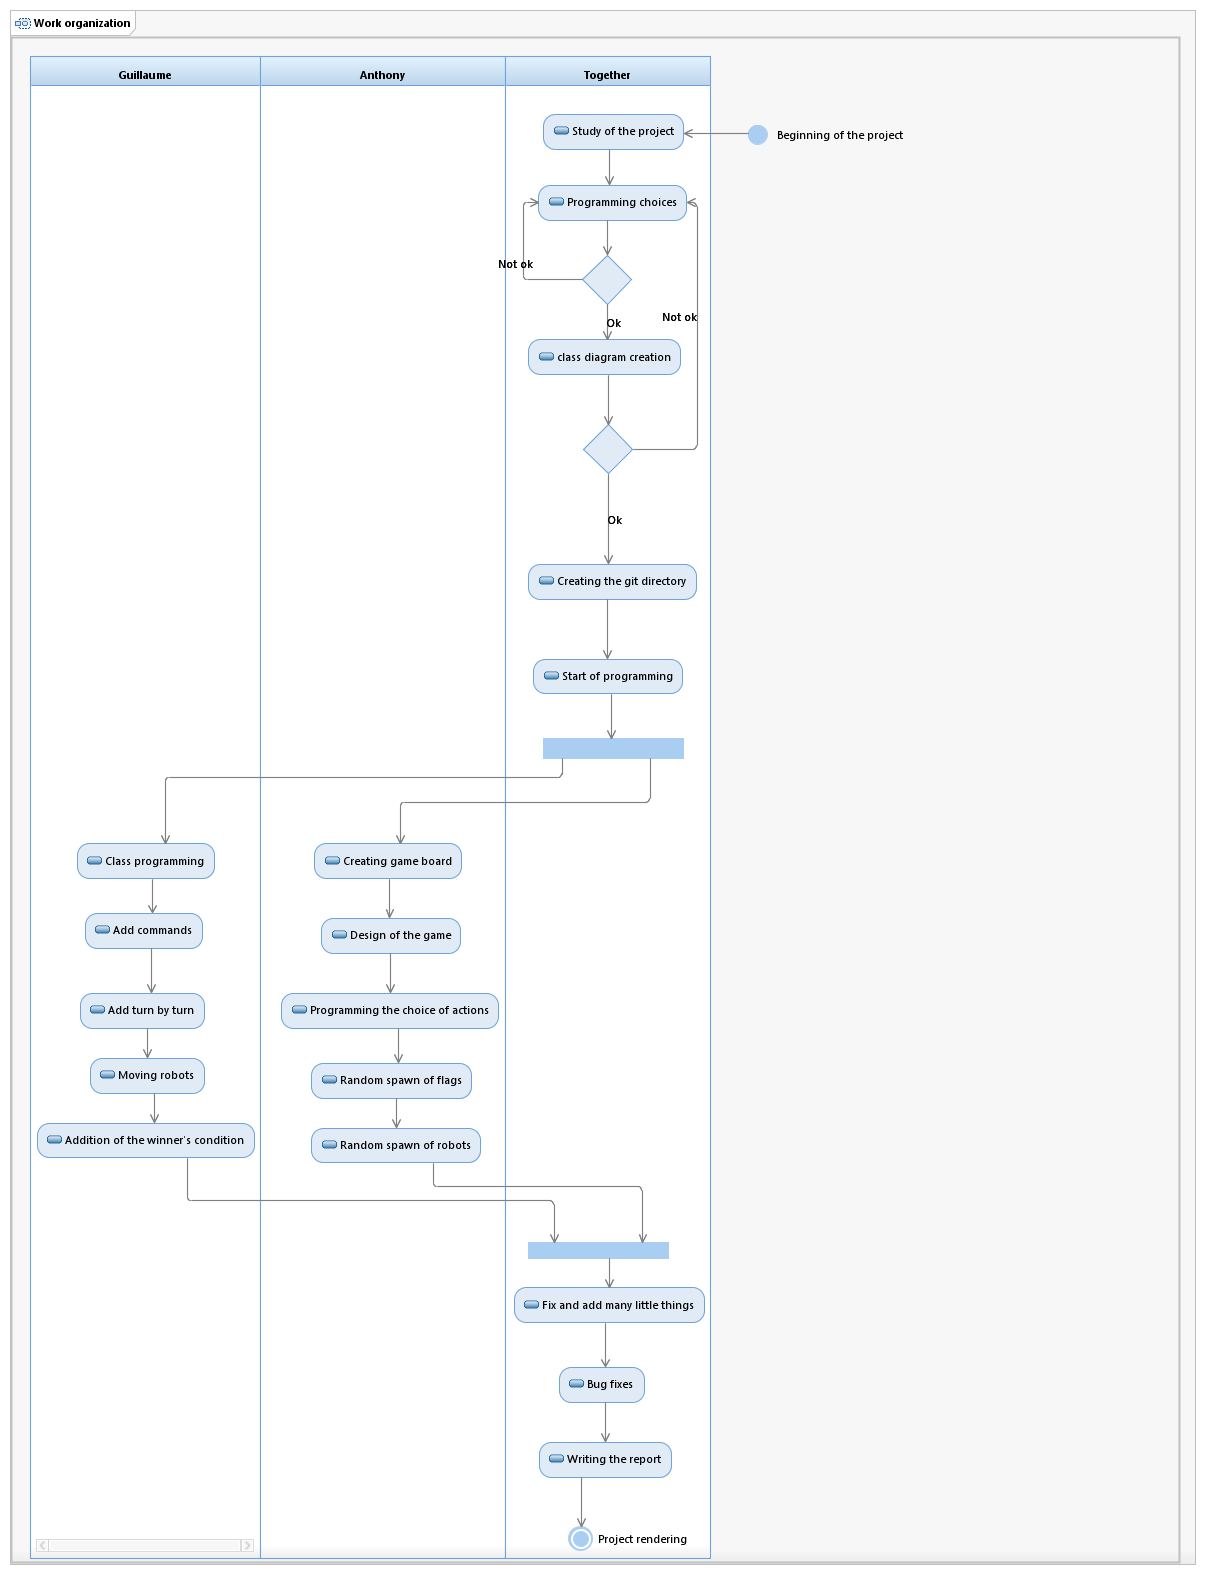 Work organization
Guillaume
Anthony
Together
Study of the project
Beginning of the project
Programming choices
Not ok
Not ok
Ok
class diagram creation
Ok
Creating the git directory
Start of programming
Class programming
Creating game board
Add commands
Design of the game
Add turn by turn
Programming the choice of actions
Moving robots
Random spawn of flags
Addition of the winner's condition
Random spawn of robots
Fix and add many little things
Bug fixes
Writing the report
Project rendering